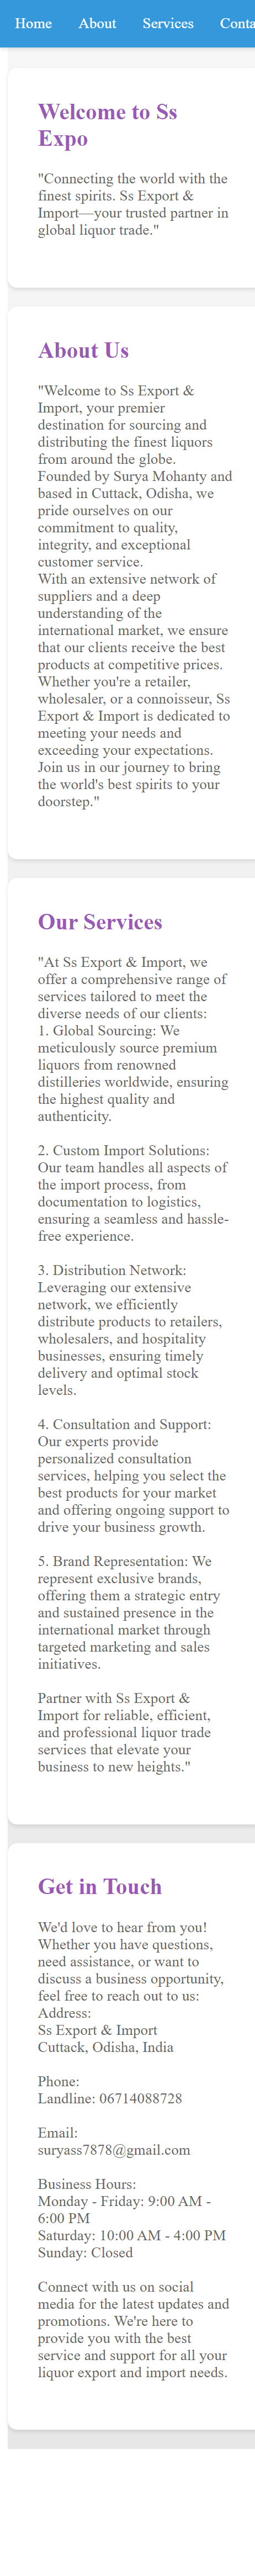 Home About Services Conta
Welcome to Ss
Expo
"Connecting the world with the
finest spirits. Ss Export &
Import—your trusted partner in
global liquor trade."
About Us
"Welcome to Ss Export &
Import, your premier
destination for sourcing and
distributing the finest liquors
from around the globe.
Founded by Surya Mohanty and
based in Cuttack, Odisha, we
pride ourselves on our
commitment to quality,
integrity, and exceptional
customer service.
With an extensive network of
suppliers and a deep
understanding of the
international market, we ensure
that our clients receive the best
products at competitive prices.
Whether you're a retailer,
wholesaler, or a connoisseur, Ss
Export & Import is dedicated to
meeting your needs and
exceeding your expectations.
Join us in our journey to bring
the world's best spirits to your
doorstep."
Our Services
"At Ss Export & Import, we
offer a comprehensive range of
services tailored to meet the
diverse needs of our clients:
1. Global Sourcing: We
meticulously source premium
liquors from renowned
distilleries worldwide, ensuring
the highest quality and
authenticity.
2. Custom Import Solutions:
Our team handles all aspects of
the import process, from
documentation to logistics,
ensuring a seamless and hassle-
free experience.
3. Distribution Network:
Leveraging our extensive
network, we efficiently
distribute products to retailers,
wholesalers, and hospitality
businesses, ensuring timely
delivery and optimal stock
levels.
4. Consultation and Support:
Our experts provide
personalized consultation
services, helping you select the
best products for your market
and offering ongoing support to
drive your business growth.
5. Brand Representation: We
represent exclusive brands,
offering them a strategic entry
and sustained presence in the
international market through
targeted marketing and sales
initiatives.
Partner with Ss Export &
Import for reliable, efficient,
and professional liquor trade
services that elevate your
business to new heights."
Get in Touch
We'd love to hear from you!
Whether you have questions,
need assistance, or want to
discuss a business opportunity,
feel free to reach out to us:
Address:
Ss Export & Import
Cuttack, Odisha, India
Phone:
Landline: 06714088728
Email:
suryass7878@gmail.com
Business Hours:
Monday - Friday: 9:00 AM -
6:00 PM
Saturday: 10:00 AM - 4:00 PM
Sunday: Closed
Connect with us on social
media for the latest updates and
promotions. We're here to
provide you with the best
service and support for all your
liquor export and import needs.